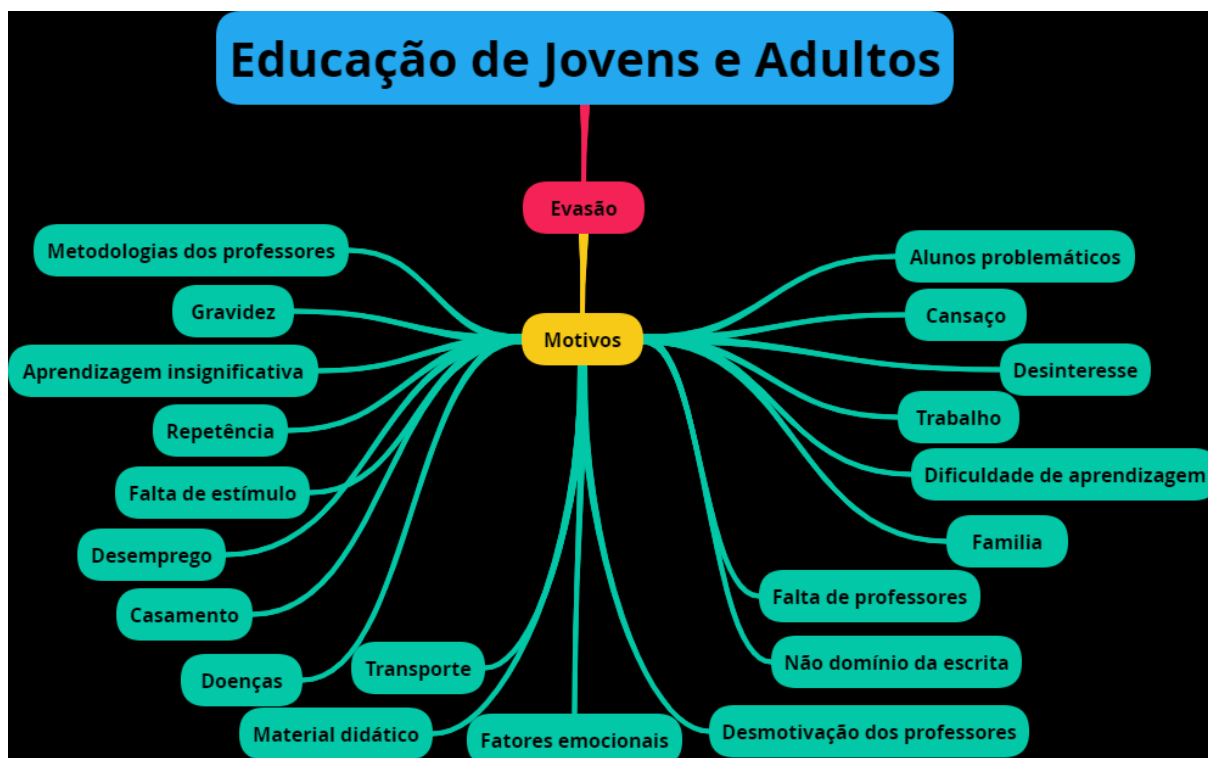 Educação de Jovens e Adultos
Evasão
Motivos
Metodologias dos professores
Gravidez
Aprendizagem insignificativa
Repetência
Falta de estímulo
Desemprego
Casamento
Doenças
Transporte
Material didático
Fatores emocionais
Alunos problemáticos
Cansaço
Desinteresse
Trabalho
Dificuldade de aprendizagem
Familia
Falta de professores
Não domínio da escrita
Desmotivação dos professores